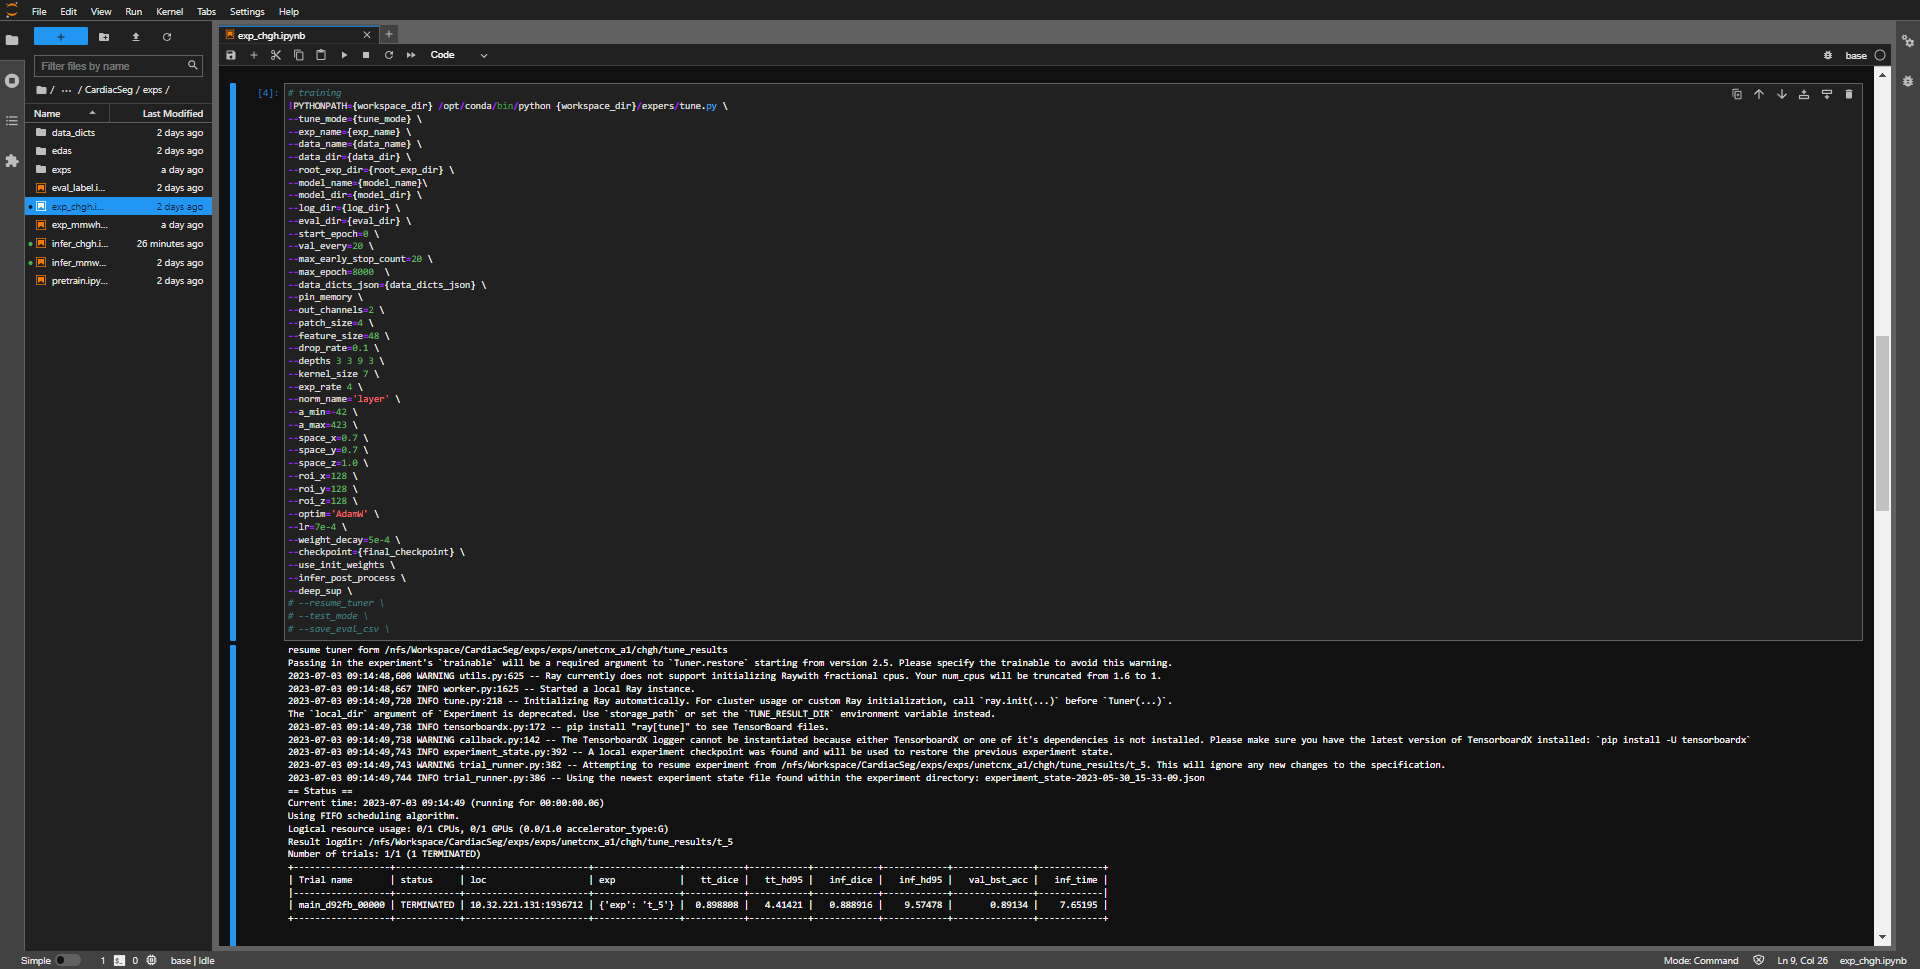 File Edit View Run Kernel Tabs Settings Help
Filter files by name
/ ... / CardiacSeg / exps /
Name Last Modified
data_dicts 2 days ago
edas 2 days ago
exps a day ago
eval_label.i... 2 days ago
exp_chgh.i... 2 days ago
exp_mmwh... a day ago
infer_chgh.i... 26 minutes ago
infer_mmw... 2 days ago
pretrain.ipy... 2 days ago
exp_chgh.ipynb
Code
base
[4]:
# training
!PYTHONPATH={workspace_dir} /opt/conda/bin/python {workspace_dir}/expers/tune.py \
--tune_mode={tune_mode} \
--exp_name={exp_name} \
--data_name={data_name} \
--data_dir={data_dir} \
--root_exp_dir={root_exp_dir} \
--model_name={model_name}\
--model_dir={model_dir} \
--log_dir={log_dir} \
--eval_dir={eval_dir} \
--start_epoch=0 \
--val_every=20 \
--max_early_stop_count=20 \
--max_epoch=8000  \
--data_dicts_json={data_dicts_json} \
--pin_memory \
--out_channels=2 \
--patch_size=4 \
--feature_size=48 \
--drop_rate=0.1 \
--depths 3 3 9 3 \
--kernel_size 7 \
--exp_rate 4 \
--norm_name='layer' \
--a_min=-42 \
--a_max=423 \
--space_x=0.7 \
--space_y=0.7 \
--space_z=1.0 \
--roi_x=128 \
--roi_y=128 \
--roi_z=128 \
--optim='AdamW' \
--lr=7e-4 \
--weight_decay=5e-4 \
--checkpoint={final_checkpoint} \
--use_init_weights \
--infer_post_process \
--deep_sup \
# --resume_tuner \
# --test_mode \
# --save_eval_csv \
resume tuner form /nfs/Workspace/CardiacSeg/exps/exps/unetcnx_a1/chgh/tune_results
Passing in the experiment's `trainable` will be a required argument to `Tuner.restore` starting from version 2.5. Please specify the trainable to avoid this warning.
2023-07-03 09:14:48,600 WARNING utils.py:625 -- Ray currently does not support initializing Raywith fractional cpus. Your num_cpus will be truncated from 1.6 to 1.
2023-07-03 09:14:48,667 INFO worker.py:1625 -- Started a local Ray instance.
2023-07-03 09:14:49,720 INFO tune.py:218 -- Initializing Ray automatically. For cluster usage or custom Ray initialization, call `ray.init(...)` before `Tuner(...)`.
The `local_dir` argument of `Experiment is deprecated. Use `storage_path` or set the `TUNE_RESULT_DIR` environment variable instead.
2023-07-03 09:14:49,738 INFO tensorboardx.py:172 -- pip install "ray[tune]" to see TensorBoard files.
2023-07-03 09:14:49,738 WARNING callback.py:142 -- The TensorboardX logger cannot be instantiated because either TensorboardX or one of it's dependencies is not installed. Please make sure you have the latest version of TensorboardX installed: `pip install -U tensorboardx`
2023-07-03 09:14:49,743 INFO experiment_state.py:392 -- A local experiment checkpoint was found and will be used to restore the previous experiment state.
2023-07-03 09:14:49,743 WARNING trial_runner.py:382 -- Attempting to resume experiment from /nfs/Workspace/CardiacSeg/exps/exps/unetcnx_a1/chgh/tune_results/t_5. This will ignore any new changes to the specification.
2023-07-03 09:14:49,744 INFO trial_runner.py:386 -- Using the newest experiment state file found within the experiment directory: experiment_state-2023-05-30_15-33-09.json
== Status ==
Current time: 2023-07-03 09:14:49 (running for 00:00:00.06)
Using FIFO scheduling algorithm.
Logical resource usage: 0/1 CPUs, 0/1 GPUs (0.0/1.0 accelerator_type:G)
Result logdir: /nfs/Workspace/CardiacSeg/exps/exps/unetcnx_a1/chgh/tune_results/t_5
Number of trials: 1/1 (1 TERMINATED)
| Trial name | status | loc | exp | tt_dice | tt_hd95 | inf_dice | inf_hd95 | val_bst_acc | inf_time |
| main_d92fb_00000 | TERMINATED | 10.32.221.131:1936712 | {'exp': 't_5'} | 0.898808 | 4.41421 | 0.888916 | 9.57478 | 0.89134 | 7.65195 |
Simple 1 0 base | Idle Mode: Command Ln 9, Col 26 exp_chgh.ipynb